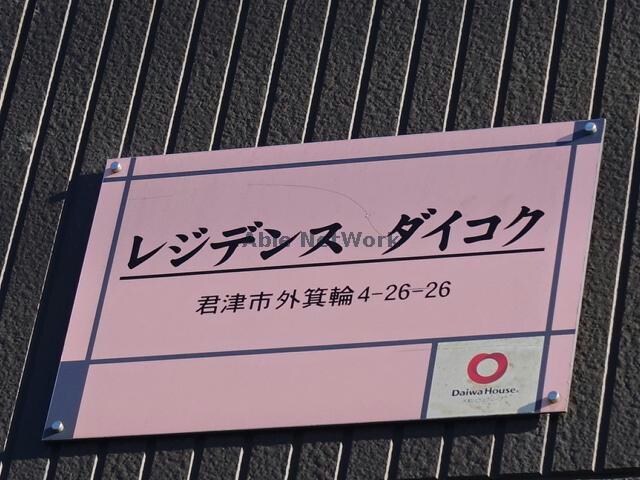 レジデンス ダイコク
Able NetWork
君津市外箕輪4-26-26
Daiwa House®